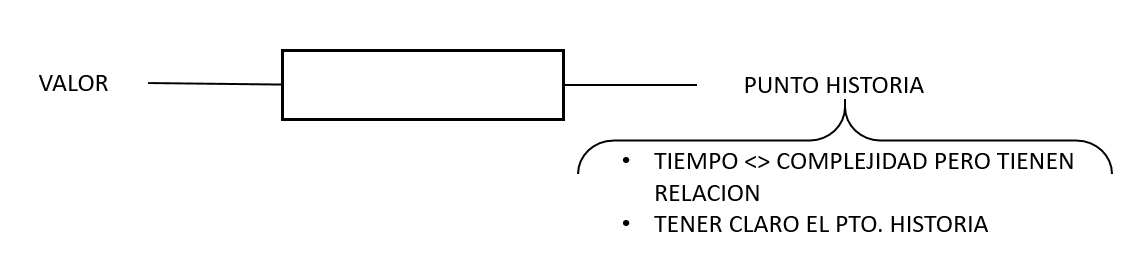 VALOR
PUNTO HISTORIA
• TIEMPO <> COMPLEJIDAD PERO TIENEN
RELACION
• TENER CLARO EL PTO. HISTORIA